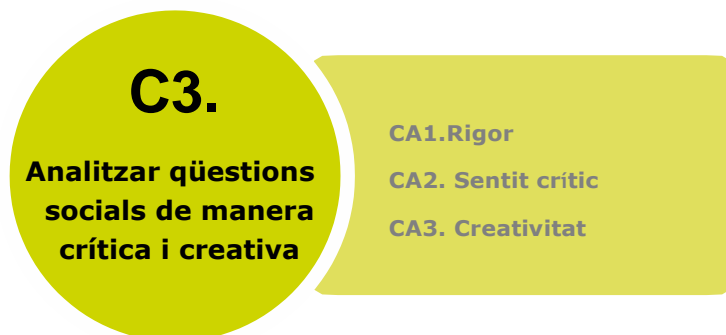 C3.
Analitzar qüestions
socials de manera
crítica i creativa
CA1.Rigor
CA2. Sentit crític
CA3. Creativitat